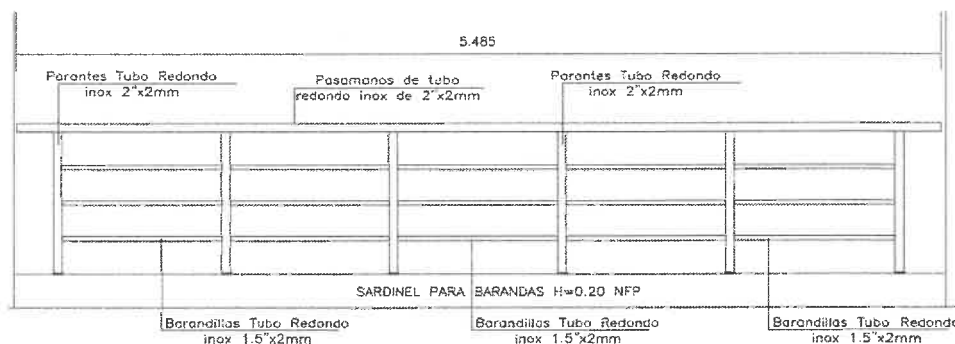 5.485
Parantes Tubo Redondo
inox 2"x2mm
Pasamanos de tubo
redondo inox de 2"x2mm
Parantes Tubo Redondo
inox 2"x2mm
SARDINEL PARA BARANDAS H=0.20 NFP
Barandillas Tubo Redondo
inox 1.5"x2mm
Barandillas Tubo Redondo
inox 1.5"x2mm
Barandillas Tubo Redondo
inox 1.5"x2mm